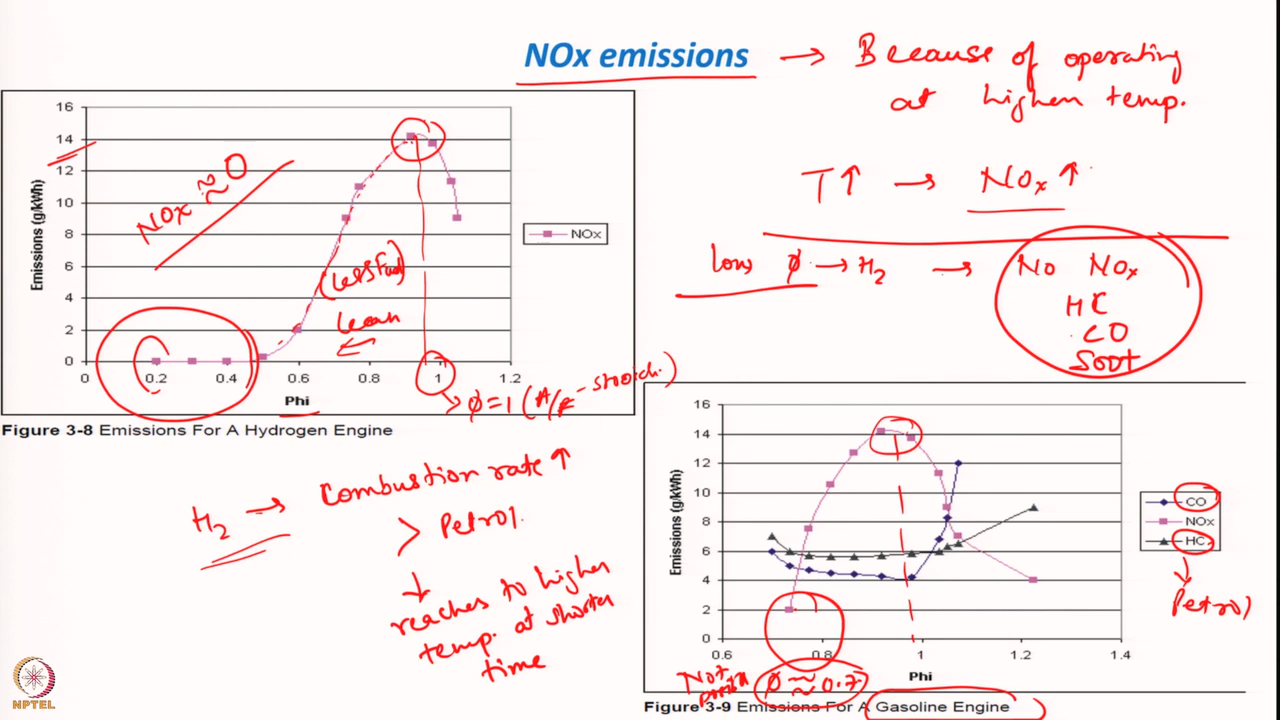 NOx emissions → Because of operating
at higher temp.
T↑ → NOx↑
low φ → H2 → No NOx
HC
CO
Soot
16
14
12
10
8
6
4
2
0
Emissions (g/kWh)
0 0.2 0.4 0.6 0.8 1 1.2
Phi
NOx
NOx ≈ 0
(less Fuel)
lean
φ=1 (A/F - stoich.)
Figure 3-8 Emissions For A Hydrogen Engine
H2 → Combustion rate ↑
> Petrol
↓
reaches to higher
temp. at shorter
time
16
14
12
10
8
6
4
2
0
Emissions (g/kWh)
0.6 0.8 1 1.2 1.4
Phi
CO
NOx
HC
↓
Petrol
Not
φ ≈ 0.7
Figure 3-9 Emissions For A Gasoline Engine
NPTEL